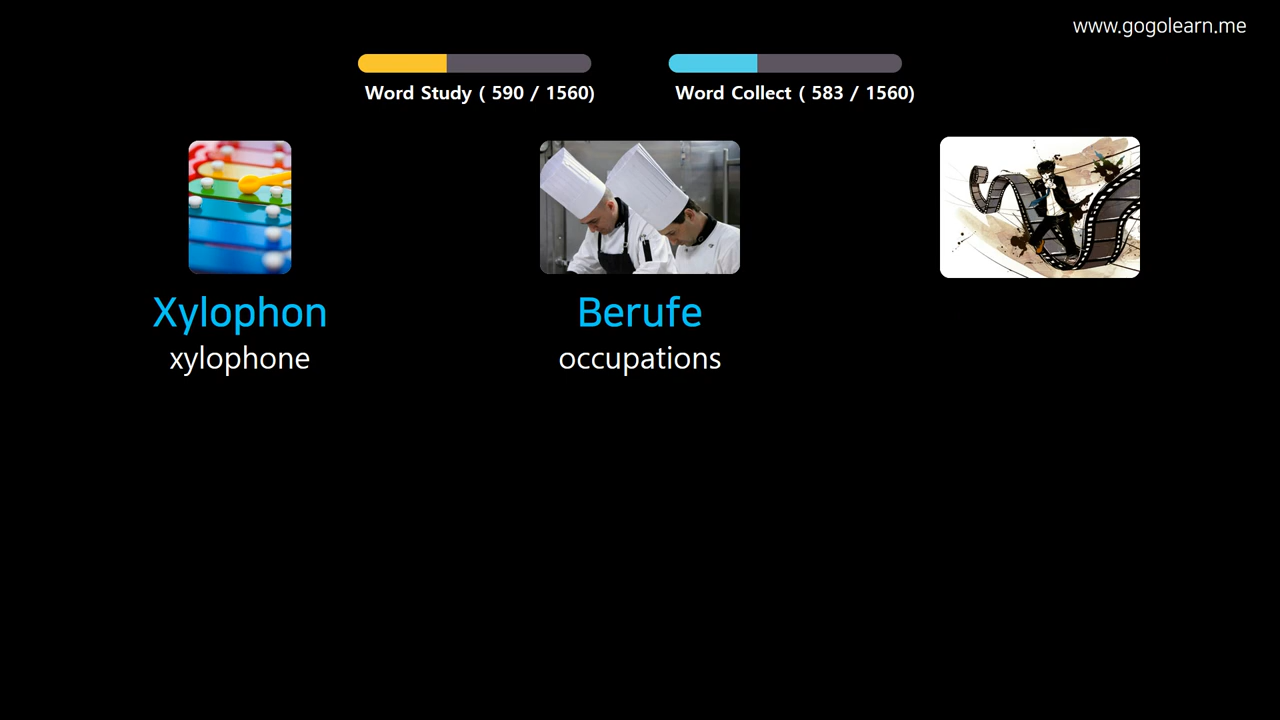 www.gogolearn.me
Word Study ( 590 / 1560)
Word Collect ( 583 / 1560)
Xylophon
xylophone
Berufe
occupations